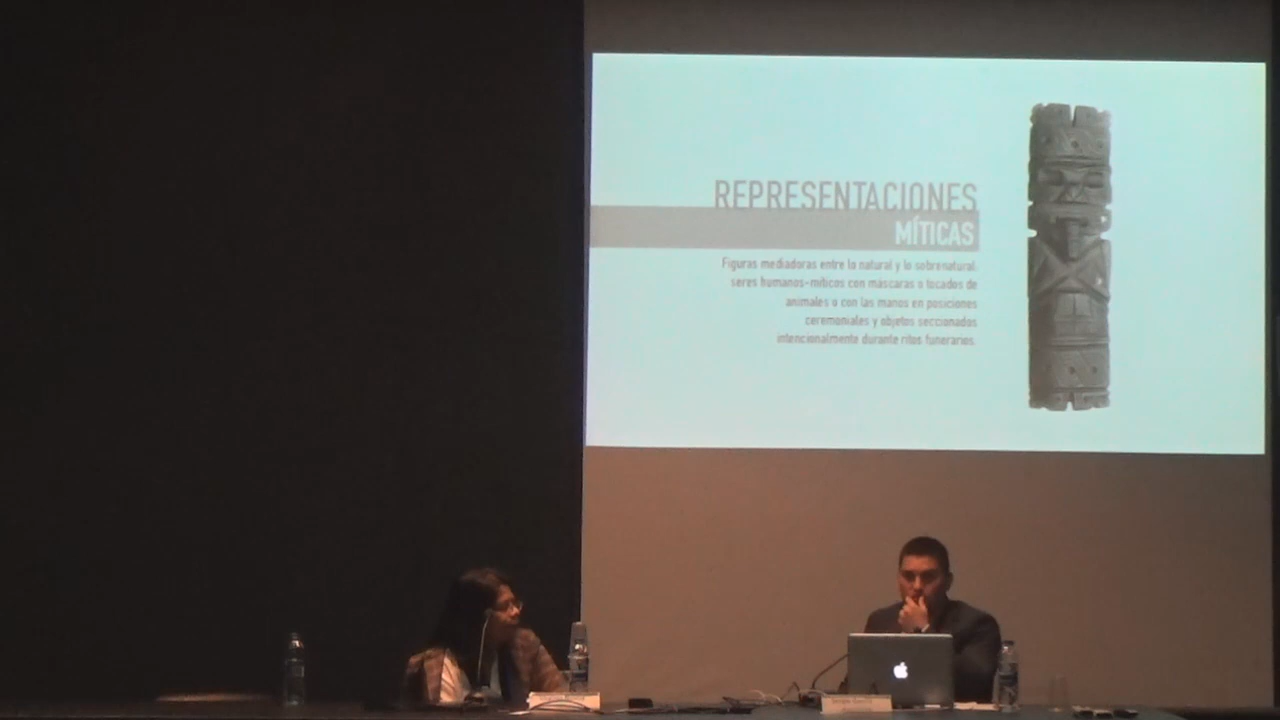 REPRESENTACIONES
MÍTICAS
Figuras mediadoras entre lo natural y lo sobrenatural:
seres humanos-míticos con máscaras o tocados de
animales o con las manos en posiciones
ceremoniales y objetos seccionados
intencionalmente durante ritos funerarios.